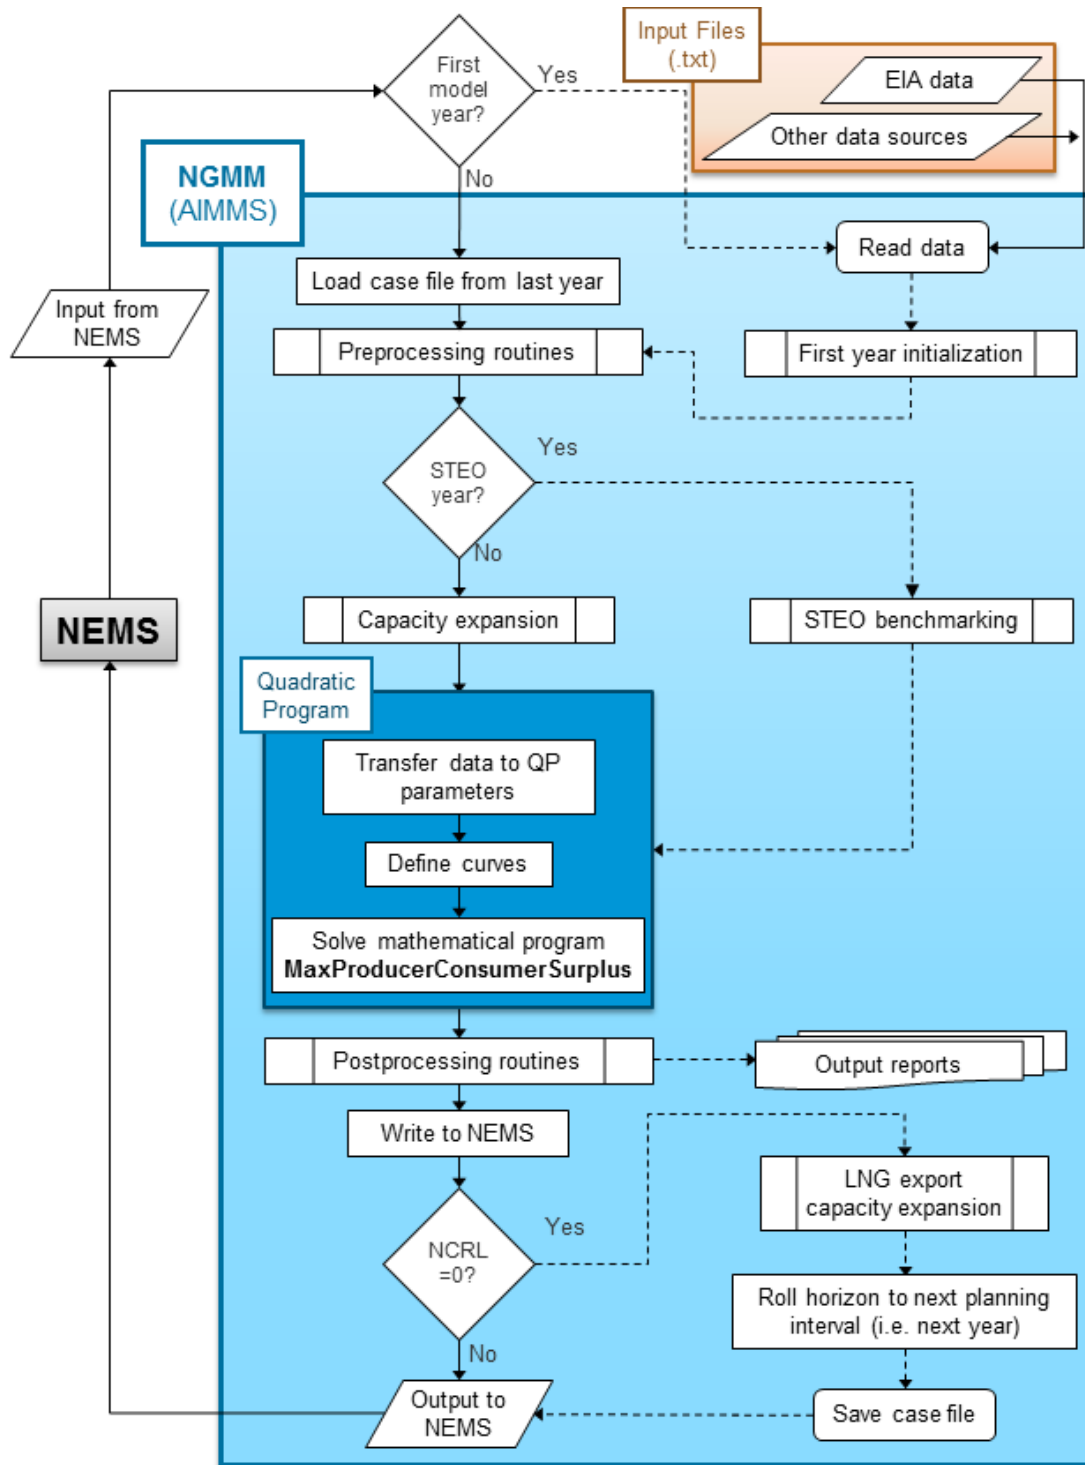 Input Files
(.txt)
First
model
year?
Yes
EIA data
Other data sources
No
NGMM
(AIMMS)
Read data
Load case file from last year
Input from
NEMS
Preprocessing routines
First year initialization
STEO
year?
Yes
No
NEMS
Capacity expansion
STEO benchmarking
Quadratic
Program
Transfer data to QP
parameters
Define curves
Solve mathematical program
MaxProducerConsumerSurplus
Postprocessing routines
Output reports
Write to NEMS
LNG export
capacity expansion
NCRL
=0?
Yes
Roll horizon to next planning
interval (i.e. next year)
No
Output to
NEMS
Save case file